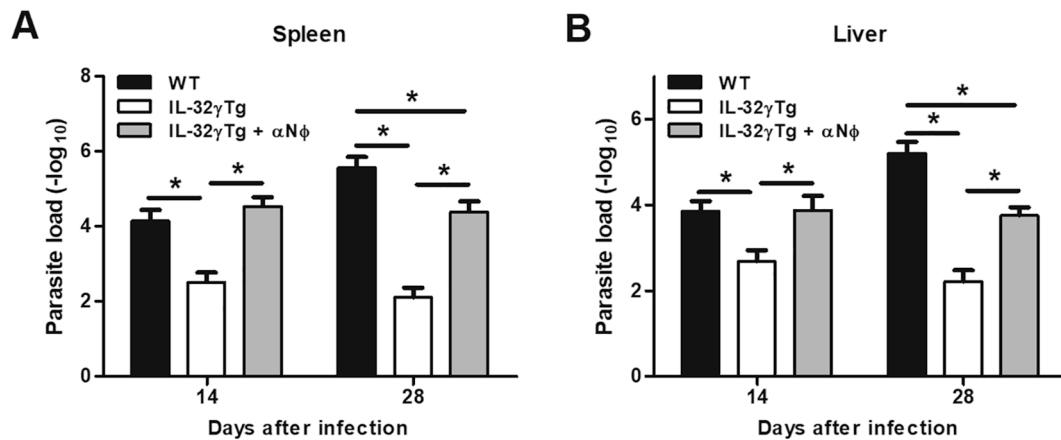 A
Spleen
WT
IL-32γTg
IL-32γTg + αNϕ
Parasite load (-log10)
8
6
4
2
0
* * * * *
14 28
Days after infection
B
Liver
WT
IL-32γTg
IL-32γTg + αNϕ
Parasite load (-log10)
6
4
2
0
* * * * *
14 28
Days after infection